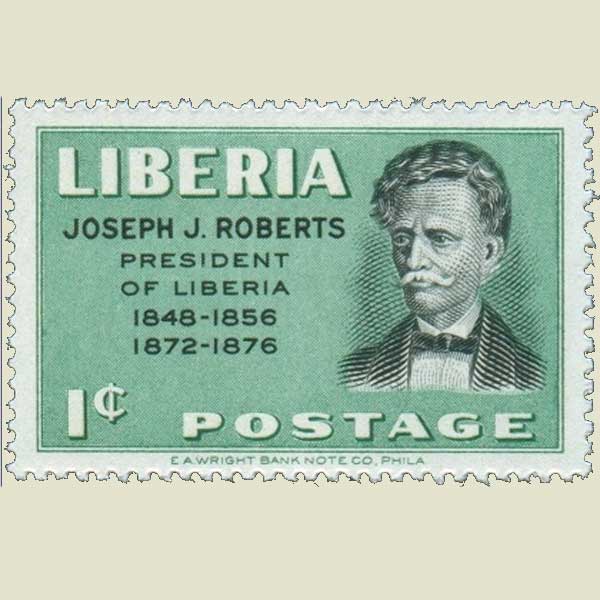 LIBERIA
JOSEPH J. ROBERTS
PRESIDENT
OF LIBERIA
1848-1856
1872-1876
1¢ POSTAGE
E.A.WRIGHT BANK NOTE CO., PHILA